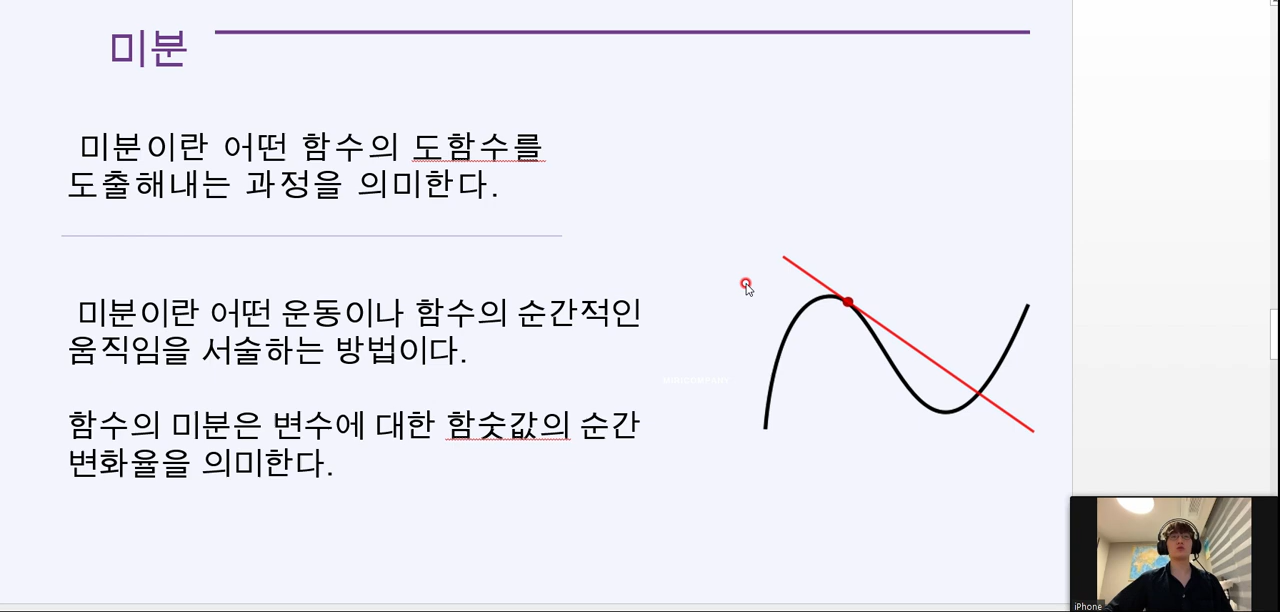 미분
미분이란 어떤 함수의 도함수를
도출해내는 과정을 의미한다.
미분이란 어떤 운동이나 함수의 순간적인
움직임을 서술하는 방법이다.
함수의 미분은 변수에 대한 함숫값의 순간
변화율을 의미한다.
iPhone